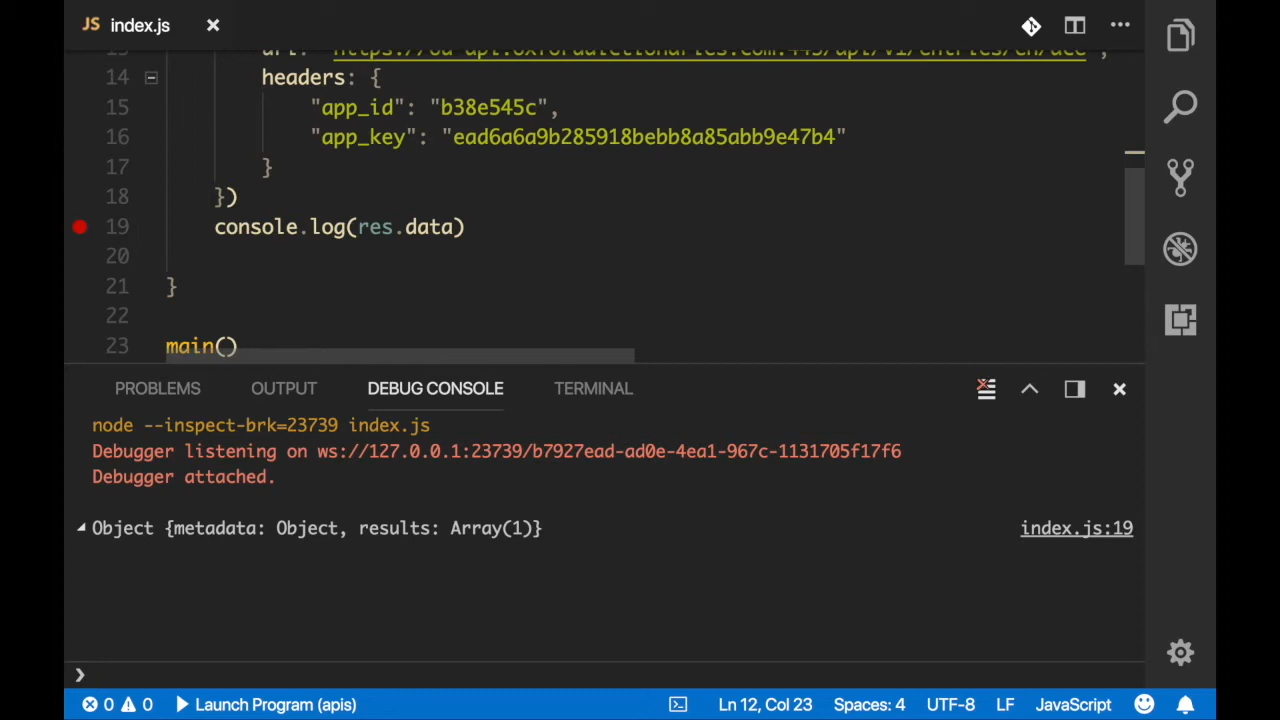 JS index.js
14 headers: {
15 "app_id": "b38e545c",
16 "app_key": "ead6a6a9b285918bebb8a85abb9e47b4"
17 }
18 })
19 console.log(res.data)
20
21 }
22
23 main()
PROBLEMS OUTPUT DEBUG CONSOLE TERMINAL
node --inspect-brk=23739 index.js
Debugger listening on ws://127.0.0.1:23739/b7927ead-ad0e-4ea1-967c-1131705f17f6
Debugger attached.
Object {metadata: Object, results: Array(1)} index.js:19
0 0 Launch Program (apis) Ln 12, Col 23 Spaces: 4 UTF-8 LF JavaScript